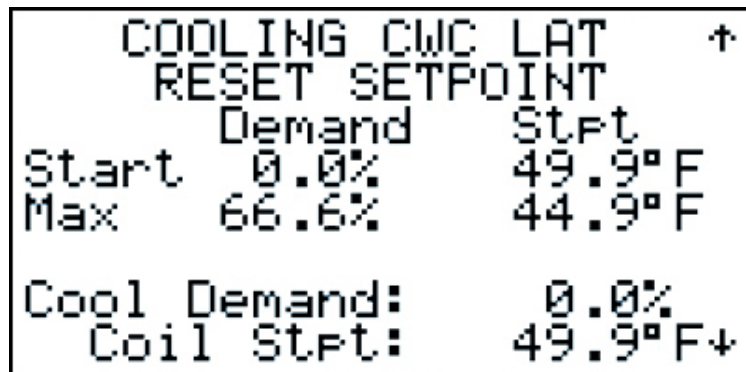 COOLING CWC LAT ↑
RESET SETPOINT
Demand Stpt
Start 0.0% 49.9°F
Max 66.6% 44.9°F
Cool Demand: 0.0%
Coil Stpt: 49.9°F↓